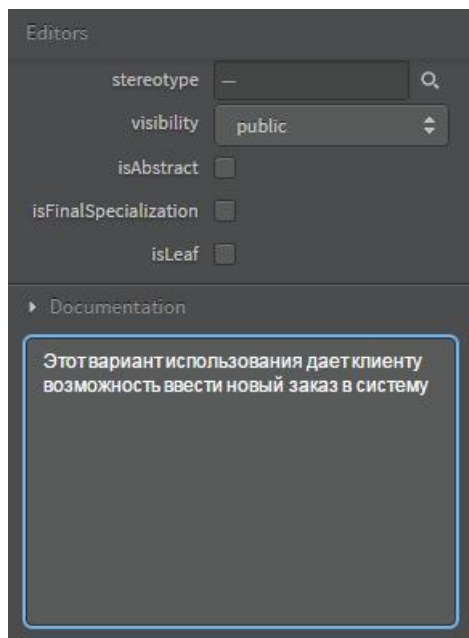 Editors
stereotype —
visibility public
isAbstract
isFinalSpecialization
isLeaf
Documentation
Этот вариант использования дает клиенту
возможность ввести новый заказ в систему